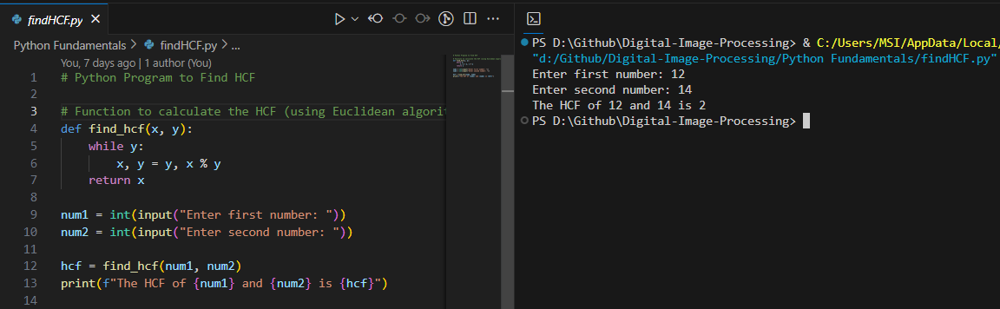 findHCF.py
Python Fundamentals > findHCF.py > ...
You, 7 days ago | 1 author (You)
1 # Python Program to Find HCF
2
3 # Function to calculate the HCF (using Euclidean algorit
4 def find_hcf(x, y):
5     while y:
6         x, y = y, x % y
7     return x
8
9 num1 = int(input("Enter first number: "))
10 num2 = int(input("Enter second number: "))
11
12 hcf = find_hcf(num1, num2)
13 print(f"The HCF of {num1} and {num2} is {hcf}")
14
PS D:\Github\Digital-Image-Processing> & C:/Users/MSI/AppData/Local/
"d:/Github/Digital-Image-Processing/Python Fundamentals/findHCF.py"
Enter first number: 12
Enter second number: 14
The HCF of 12 and 14 is 2
PS D:\Github\Digital-Image-Processing>